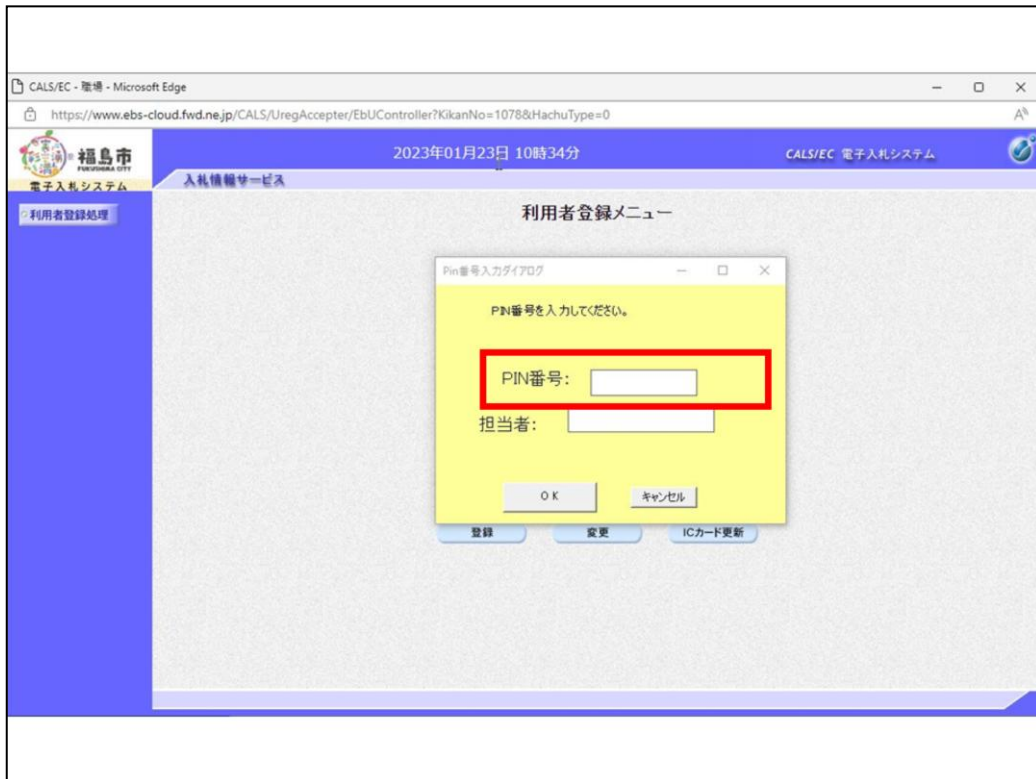 CALS/EC - 職場 - Microsoft Edge
https://www.ebs-cloud.fwd.ne.jp/CALS/UregAccepter/EbUController?KikanNo=1078&HachuType=0
福島市
FUKUSHIMA CITY
電子入札システム
2023年01月23日 10時34分
CALS/EC 電子入札システム
入札情報サービス
利用者登録処理
利用者登録メニュー
Pin番号入力ダイアログ
PIN番号を入力してください。
PIN番号:
担当者:
OK
キャンセル
登録
変更
ICカード更新